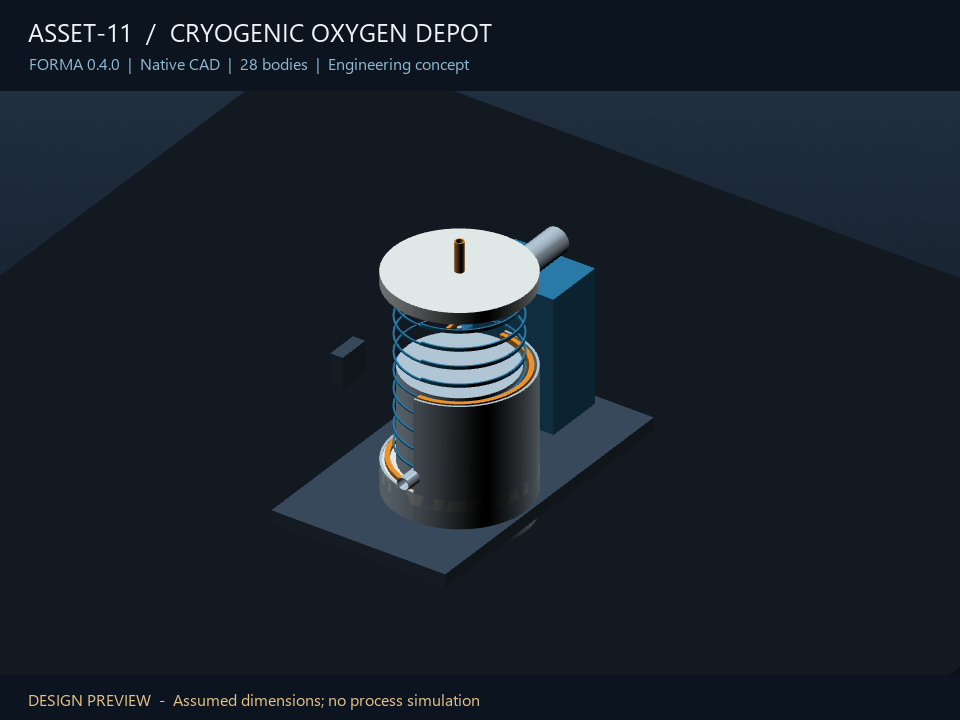 ASSET-11 / CRYOGENIC OXYGEN DEPOT
FORMA 0.4.0 | Native CAD | 28 bodies | Engineering concept
DESIGN PREVIEW - Assumed dimensions; no process simulation